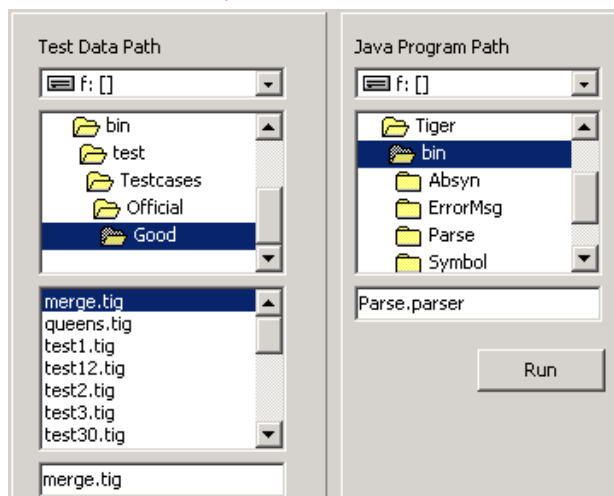 Test Data Path
f: []
bin
test
Testcases
Official
Good
merge.tig
queens.tig
test1.tig
test12.tig
test2.tig
test3.tig
test30.tig
merge.tig
Java Program Path
f: []
Tiger
bin
Absyn
ErrorMsg
Parse
Symbol
Parse.parser
Run